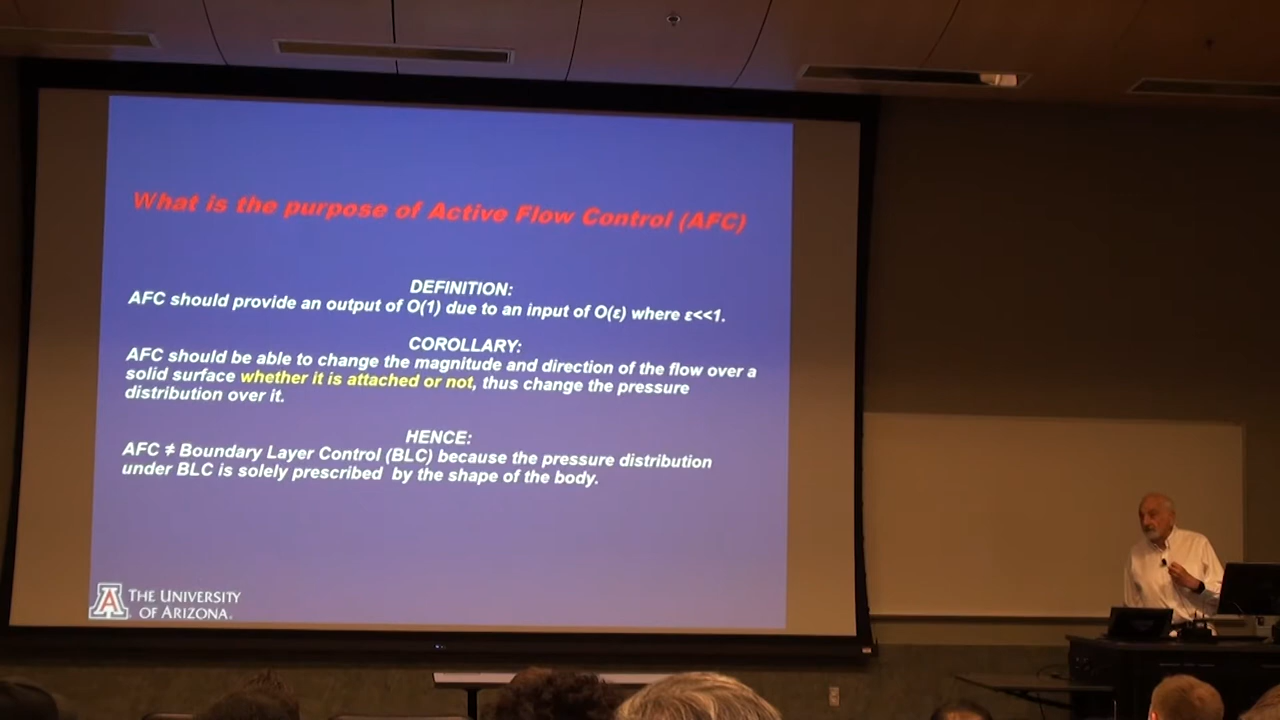 What is the purpose of Active Flow Control (AFC)
DEFINITION:
AFC should provide an output of O(1) due to an input of O(ε) where ε<<1.
COROLLARY:
AFC should be able to change the magnitude and direction of the flow over a
solid surface whether it is attached or not, thus change the pressure
distribution over it.
HENCE:
AFC ≠ Boundary Layer Control (BLC) because the pressure distribution
under BLC is solely prescribed by the shape of the body.
A THE UNIVERSITY
OF ARIZONA.